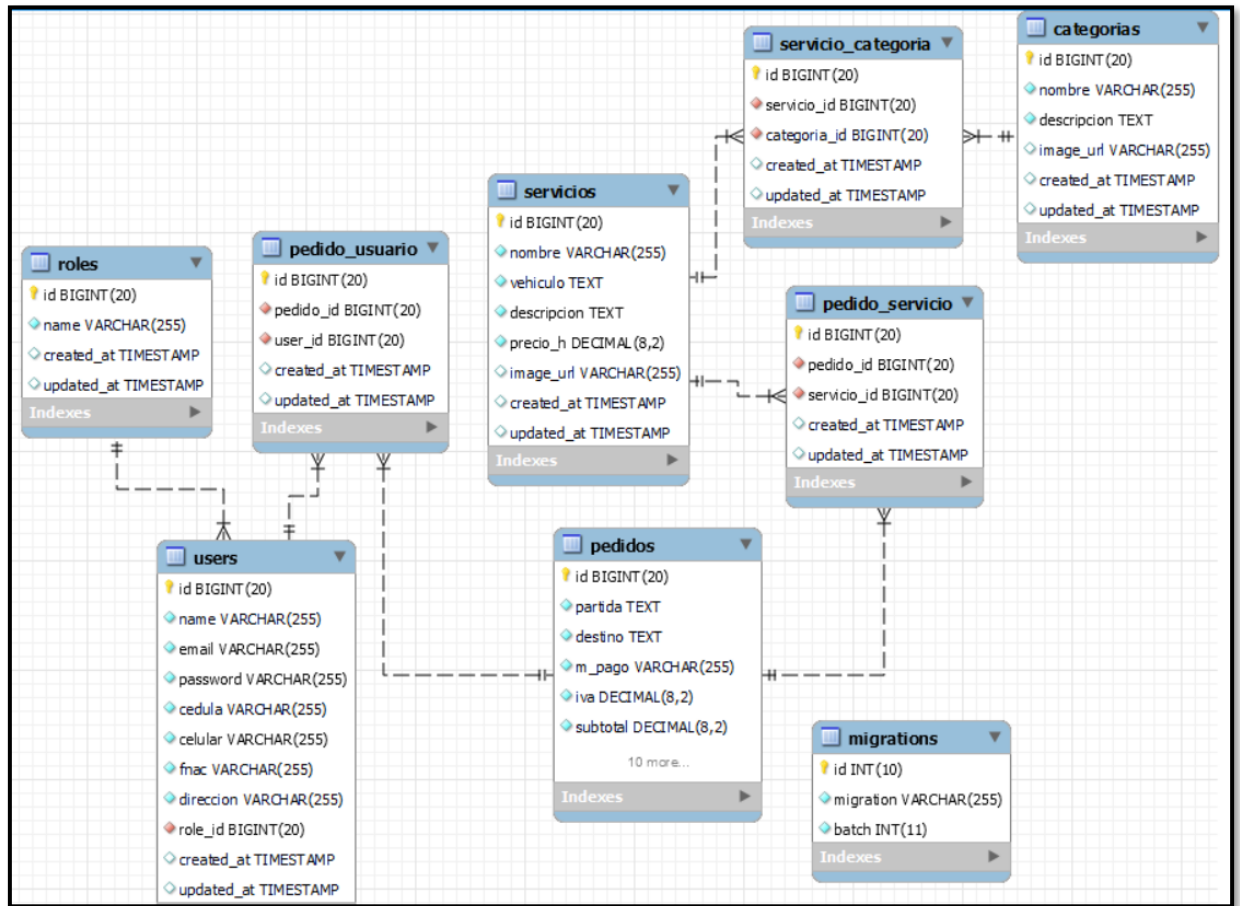 roles
id BIGINT(20)
name VARCHAR(255)
created_at TIMESTAMP
updated_at TIMESTAMP
Indexes
pedido_usuario
id BIGINT(20)
pedido_id BIGINT(20)
user_id BIGINT(20)
created_at TIMESTAMP
updated_at TIMESTAMP
Indexes
servicios
id BIGINT(20)
nombre VARCHAR(255)
vehiculo TEXT
descripcion TEXT
precio_h DECIMAL(8,2)
image_url VARCHAR(255)
created_at TIMESTAMP
updated_at TIMESTAMP
Indexes
servicio_categoria
id BIGINT(20)
servicio_id BIGINT(20)
categoria_id BIGINT(20)
created_at TIMESTAMP
updated_at TIMESTAMP
Indexes
categorias
id BIGINT(20)
nombre VARCHAR(255)
descripcion TEXT
image_url VARCHAR(255)
created_at TIMESTAMP
updated_at TIMESTAMP
Indexes
pedido_servicio
id BIGINT(20)
pedido_id BIGINT(20)
servicio_id BIGINT(20)
created_at TIMESTAMP
updated_at TIMESTAMP
Indexes
users
id BIGINT(20)
name VARCHAR(255)
email VARCHAR(255)
password VARCHAR(255)
cedula VARCHAR(255)
celular VARCHAR(255)
fnac VARCHAR(255)
direccion VARCHAR(255)
role_id BIGINT(20)
created_at TIMESTAMP
updated_at TIMESTAMP
pedidos
id BIGINT(20)
partida TEXT
destino TEXT
m_pago VARCHAR(255)
iva DECIMAL(8,2)
subtotal DECIMAL(8,2)
10 more...
Indexes
migrations
id INT(10)
migration VARCHAR(255)
batch INT(11)
Indexes